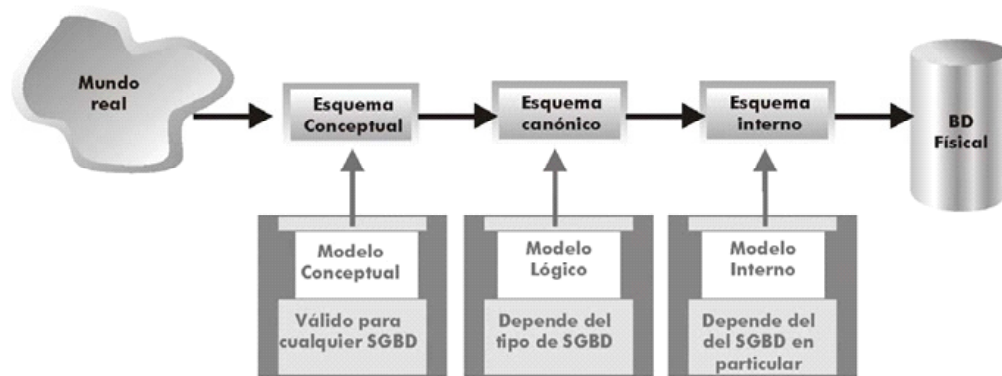 Mundo
real
Esquema
Conceptual
Esquema
canónico
Esquema
interno
BD
Físical
Modelo
Conceptual
Válido para
cualquier SGBD
Modelo
Lógico
Depende del
tipo de SGBD
Modelo
Interno
Depende del
del SGBD en
particular